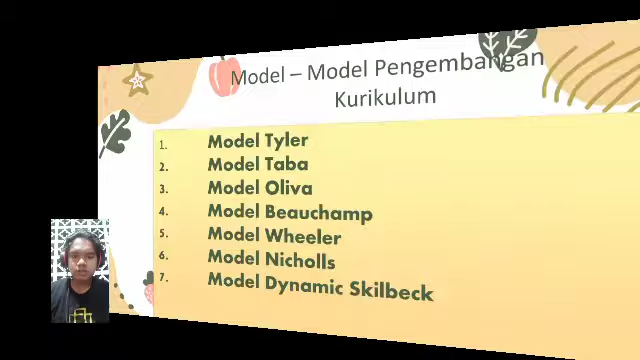 Model – Model Pengembangan
Kurikulum
1. Model Tyler
2. Model Taba
3. Model Oliva
4. Model Beauchamp
5. Model Wheeler
6. Model Nicholls
7. Model Dynamic Skilbeck